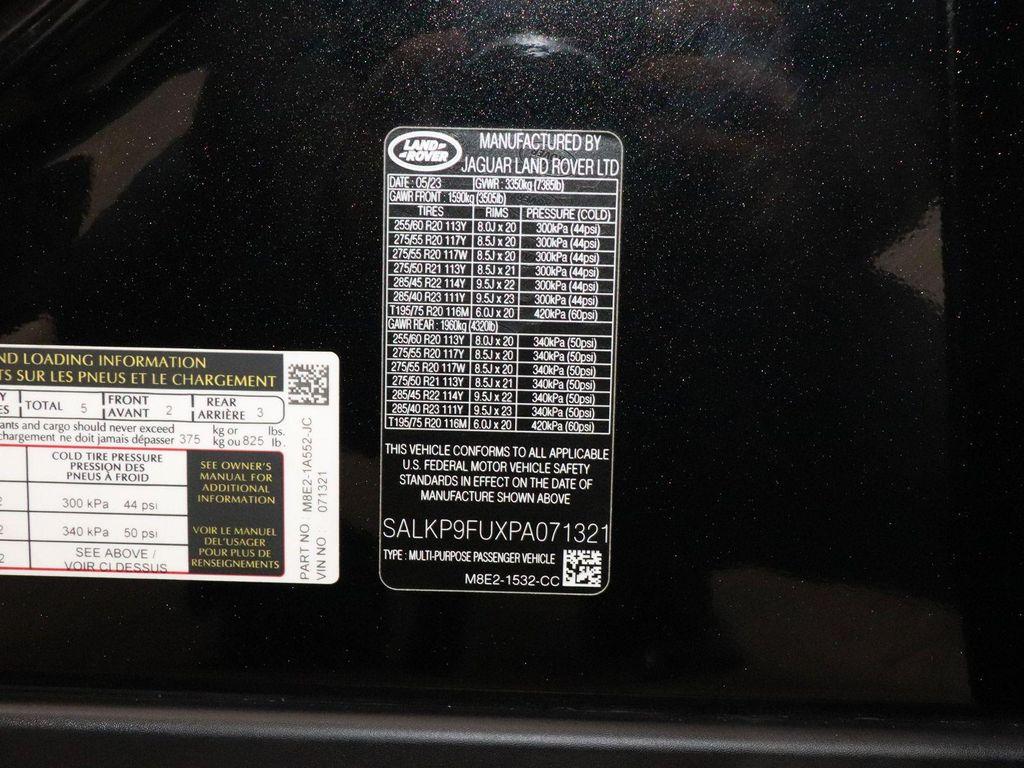 LAND ROVER
MANUFACTURED BY
JAGUAR LAND ROVER LTD
DATE : 05/23 GVWR : 3350kg (7385lb)
GAWR FRONT : 1590kg (3505lb)
TIRES RIMS PRESSURE (COLD)
255/60 R20 113Y 8.0J x 20 300kPa (44psi)
275/55 R20 117Y 8.5J x 20 300kPa (44psi)
275/55 R20 117W 8.5J x 20 300kPa (44psi)
275/50 R21 113Y 8.5J x 21 300kPa (44psi)
285/45 R22 114Y 9.5J x 22 300kPa (44psi)
285/40 R23 111Y 9.5J x 23 300kPa (44psi)
T195/75 R20 116M 6.0J x 20 420kPa (60psi)
GAWR REAR : 1960kg (4320lb)
255/60 R20 113Y 8.0J x 20 340kPa (50psi)
275/55 R20 117Y 8.5J x 20 340kPa (50psi)
275/55 R20 117W 8.5J x 20 340kPa (50psi)
275/50 R21 113Y 8.5J x 21 340kPa (50psi)
285/45 R22 114Y 9.5J x 22 340kPa (50psi)
285/40 R23 111Y 9.5J x 23 340kPa (50psi)
T195/75 R20 116M 6.0J x 20 420kPa (60psi)
THIS VEHICLE CONFORMS TO ALL APPLICABLE
U.S. FEDERAL MOTOR VEHICLE SAFETY
STANDARDS IN EFFECT ON THE DATE OF
MANUFACTURE SHOWN ABOVE
SALKP9FUXPA071321
TYPE : MULTI-PURPOSE PASSENGER VEHICLE
M8E2-1532-CC
ND LOADING INFORMATION
TS SUR LES PNEUS ET LE CHARGEMENT
TOTAL 5 FRONT AVANT 2 REAR ARRIÈRE 3
ants and cargo should never exceed kg or lbs.
chargement ne doit jamais dépasser 375 kg ou 825 lb.
COLD TIRE PRESSURE
PRESSION DES
PNEUS À FROID
300 kPa 44 psi
340 kPa 50 psi
SEE ABOVE /
VOIR CI DESSUS
SEE OWNER'S
MANUAL FOR
ADDITIONAL
INFORMATION
VOIR LE MANUEL
DEL'USAGER
POUR PLUS DE
RENSEIGNEMENTS
PART NO M8E2-1A552-JC
VIN NO 071321